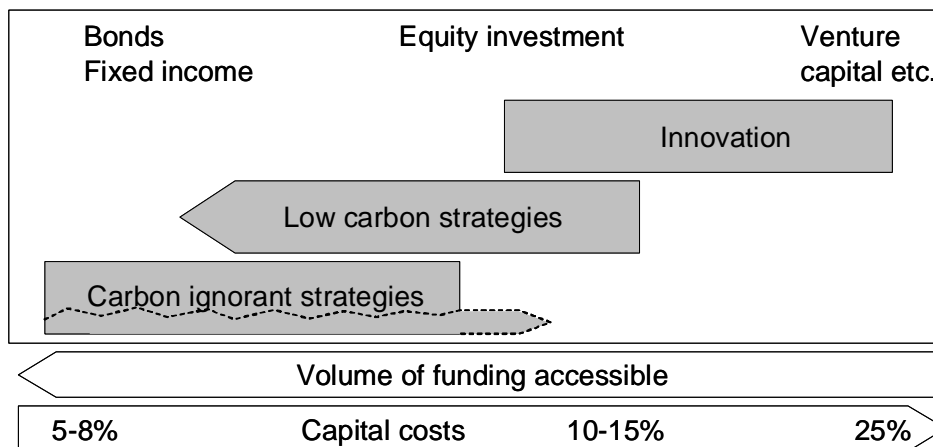 Bonds
Fixed income
Equity investment
Venture
capital etc.
Innovation
Low carbon strategies
Carbon ignorant strategies
Volume of funding accessible
5-8% Capital costs 10-15% 25%